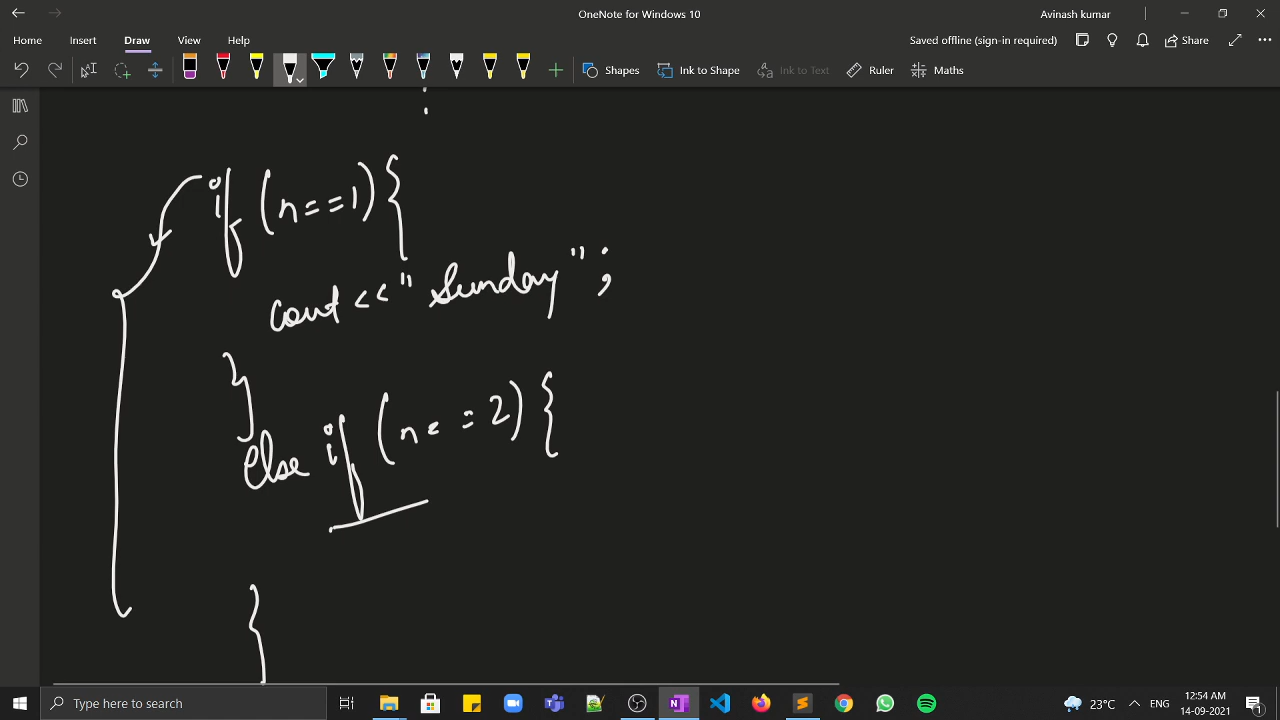 OneNote for Windows 10
Avinash kumar
Home Insert Draw View Help
Saved offline (sign-in required)
Share
Shapes
Ink to Shape
Ink to Text
Ruler
Maths
if (n==1){
cout<<"Sunday";
}
else if (n==2){
}
Type here to search
23°C
ENG
12:54 AM
14-09-2021